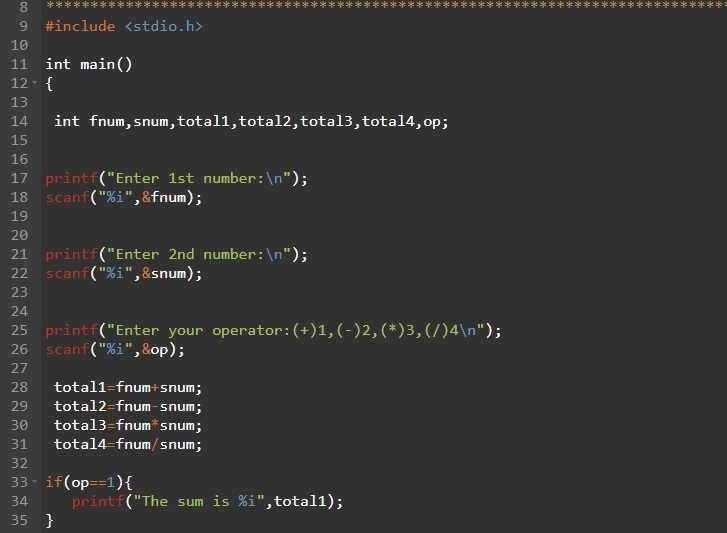 8 ******************************************************************************
9 #include <stdio.h>
10
11 int main()
12 {
13
14 int fnum,snum,total1,total2,total3,total4,op;
15
16
17 printf("Enter 1st number:\n");
18 scanf("%i",&fnum);
19
20
21 printf("Enter 2nd number:\n");
22 scanf("%i",&snum);
23
24
25 printf("Enter your operator:(+)1,(-)2,(*)3,(/)4\n");
26 scanf("%i",&op);
27
28 total1=fnum+snum;
29 total2=fnum-snum;
30 total3=fnum*snum;
31 total4=fnum/snum;
32
33 if(op==1){
34 printf("The sum is %i",total1);
35 }